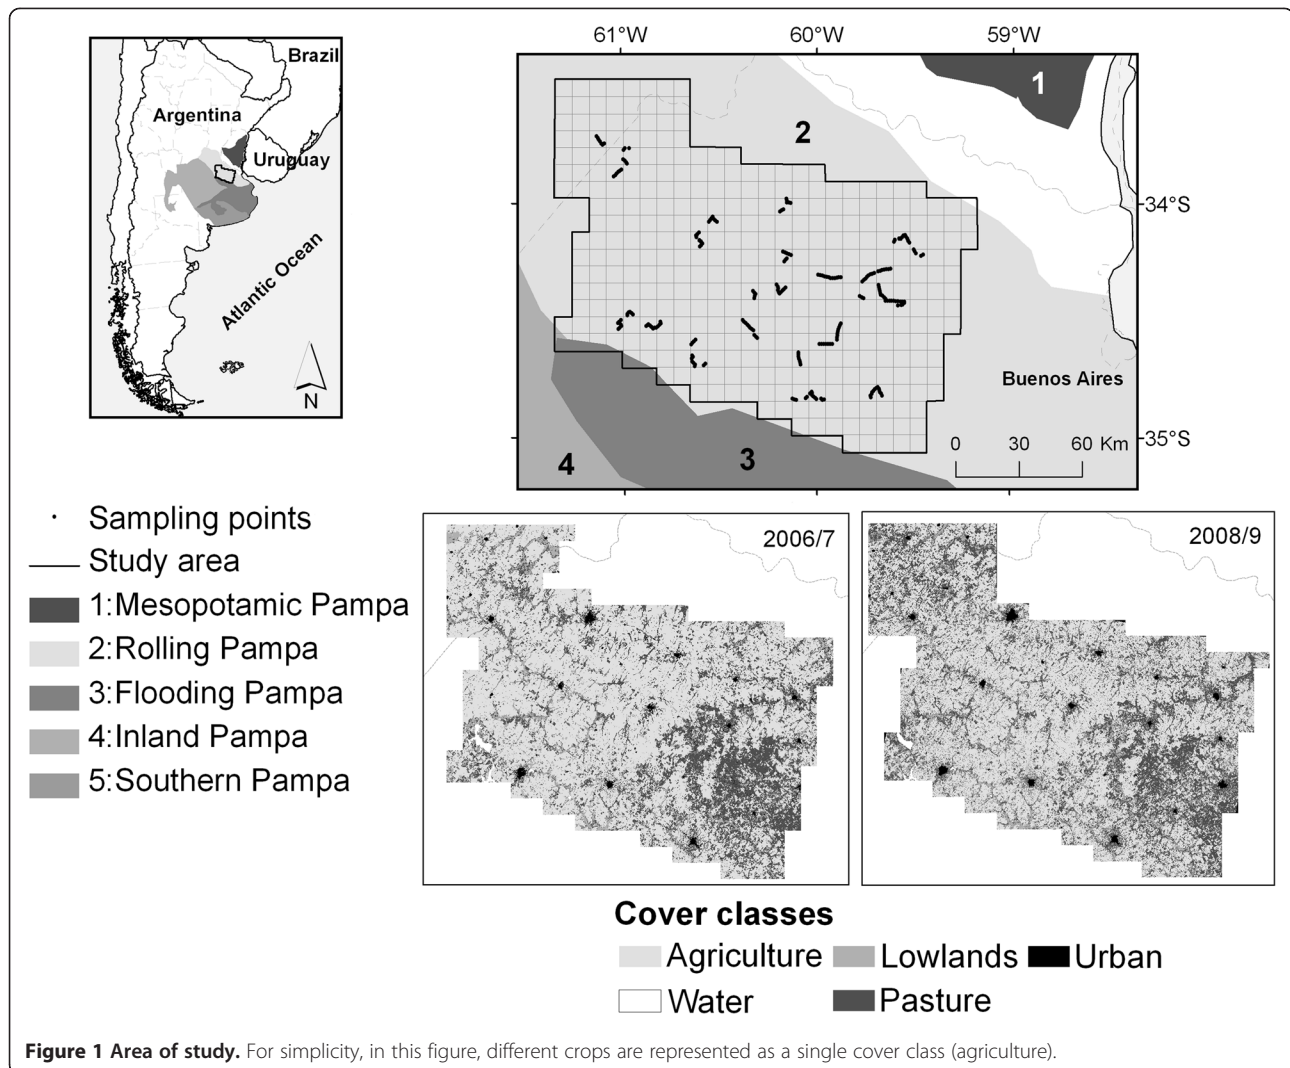 Brazil
Argentina
Uruguay
Atlantic Ocean
N
61°W 60°W 59°W
1
2
34°S
Buenos Aires
0 30 60 Km
35°S
3
4
Sampling points
Study area
1:Mesopotamic Pampa
2:Rolling Pampa
3:Flooding Pampa
4:Inland Pampa
5:Southern Pampa
2006/7
2008/9
Cover classes
Agriculture Lowlands Urban
Water Pasture
Figure 1 Area of study. For simplicity, in this figure, different crops are represented as a single cover class (agriculture).